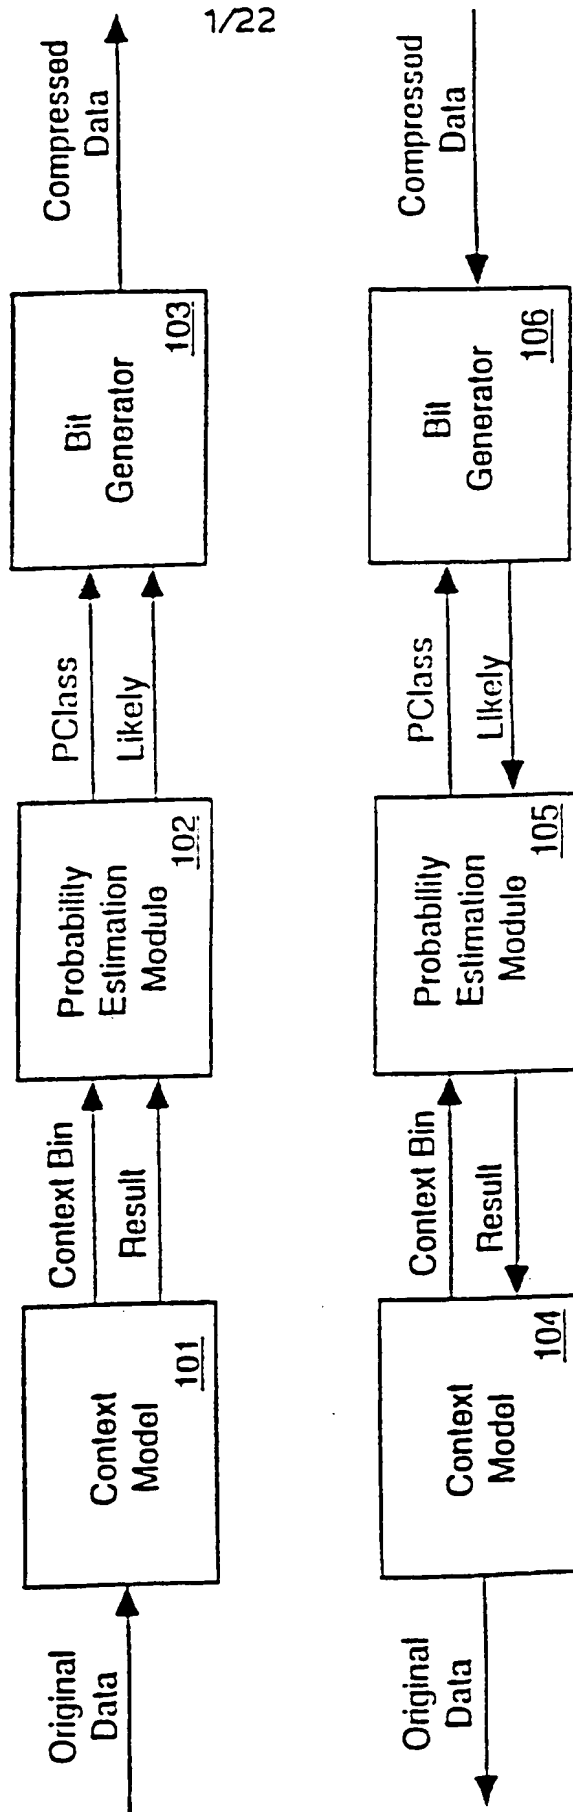 1/22
Original
Data
Context
Model
101
Context Bin
Result
Probability
Estimation
Module
102
PClass
Likely
Bit
Generator
103
Compressed
Data
Original
Data
Context
Model
104
Context Bin
Result
Probability
Estimation
Module
105
PClass
Likely
Bit
Generator
106
Compressed
Data